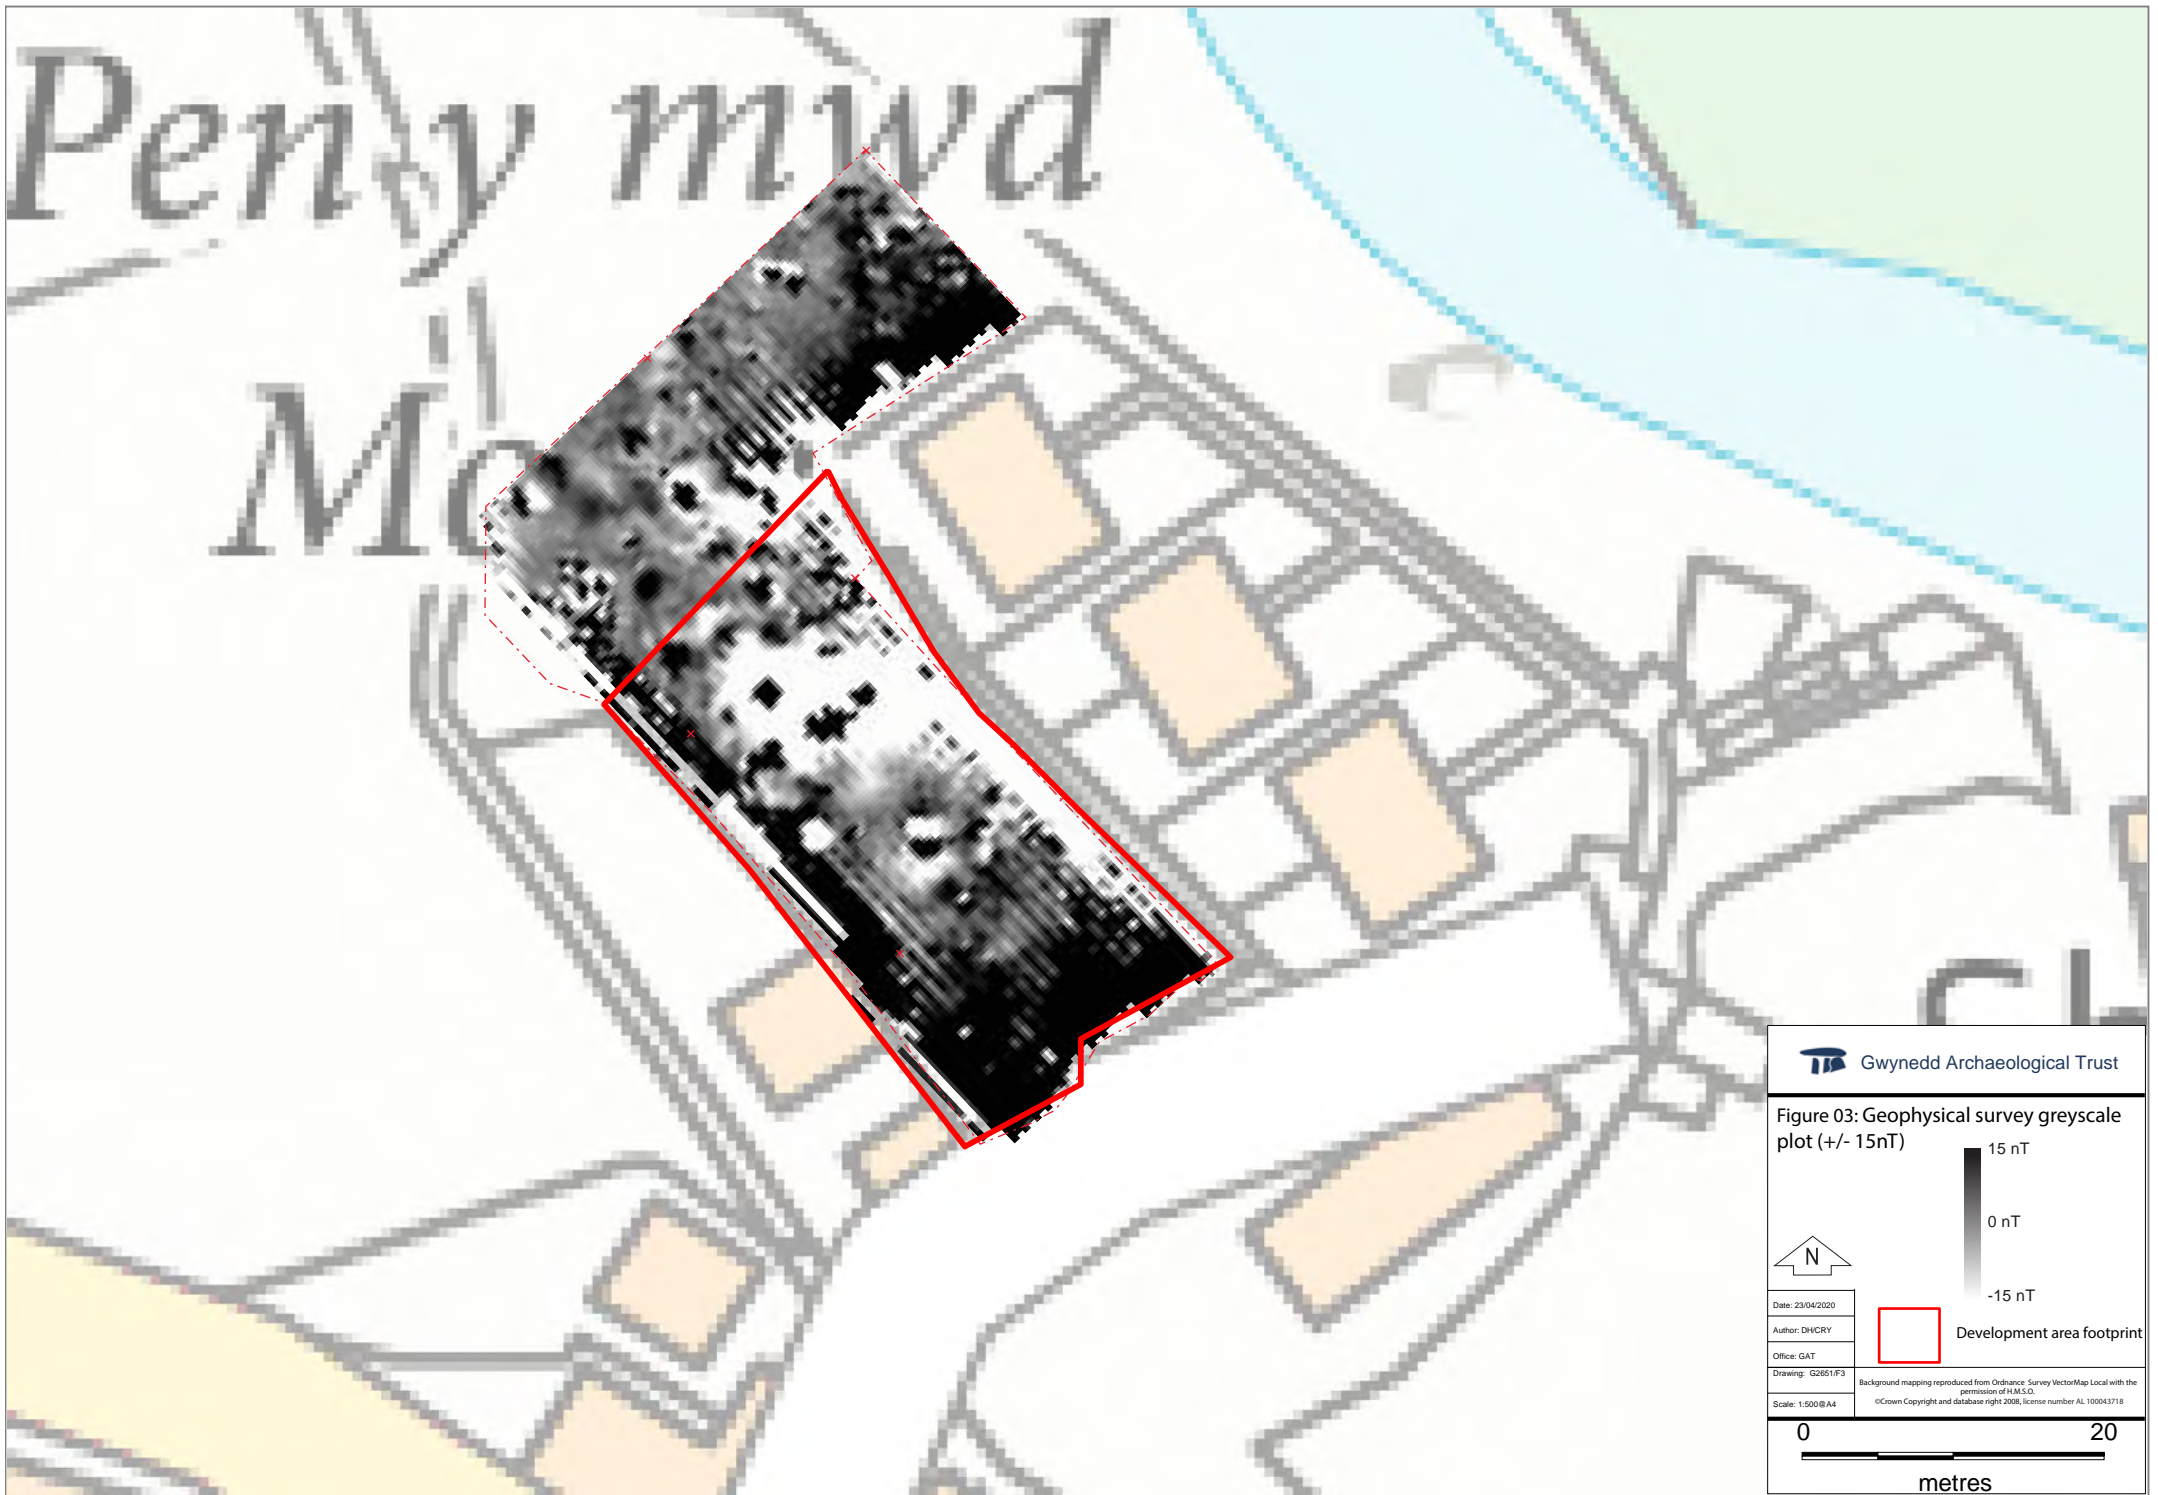 Pen y mwd
Mo
Gwynedd Archaeological Trust
Figure 03: Geophysical survey greyscale
plot (+/- 15nT)
15 nT
0 nT
-15 nT
N
Development area footprint
Date: 23/04/2020
Author: DH/CRY
Office: GAT
Drawing: G2651/F3
Scale: 1:500@A4
Background mapping reproduced from Ordnance Survey VectorMap Local with the
permission of H.M.S.O.
©Crown Copyright and database right 2008, license number AL 100043718
0 20
metres